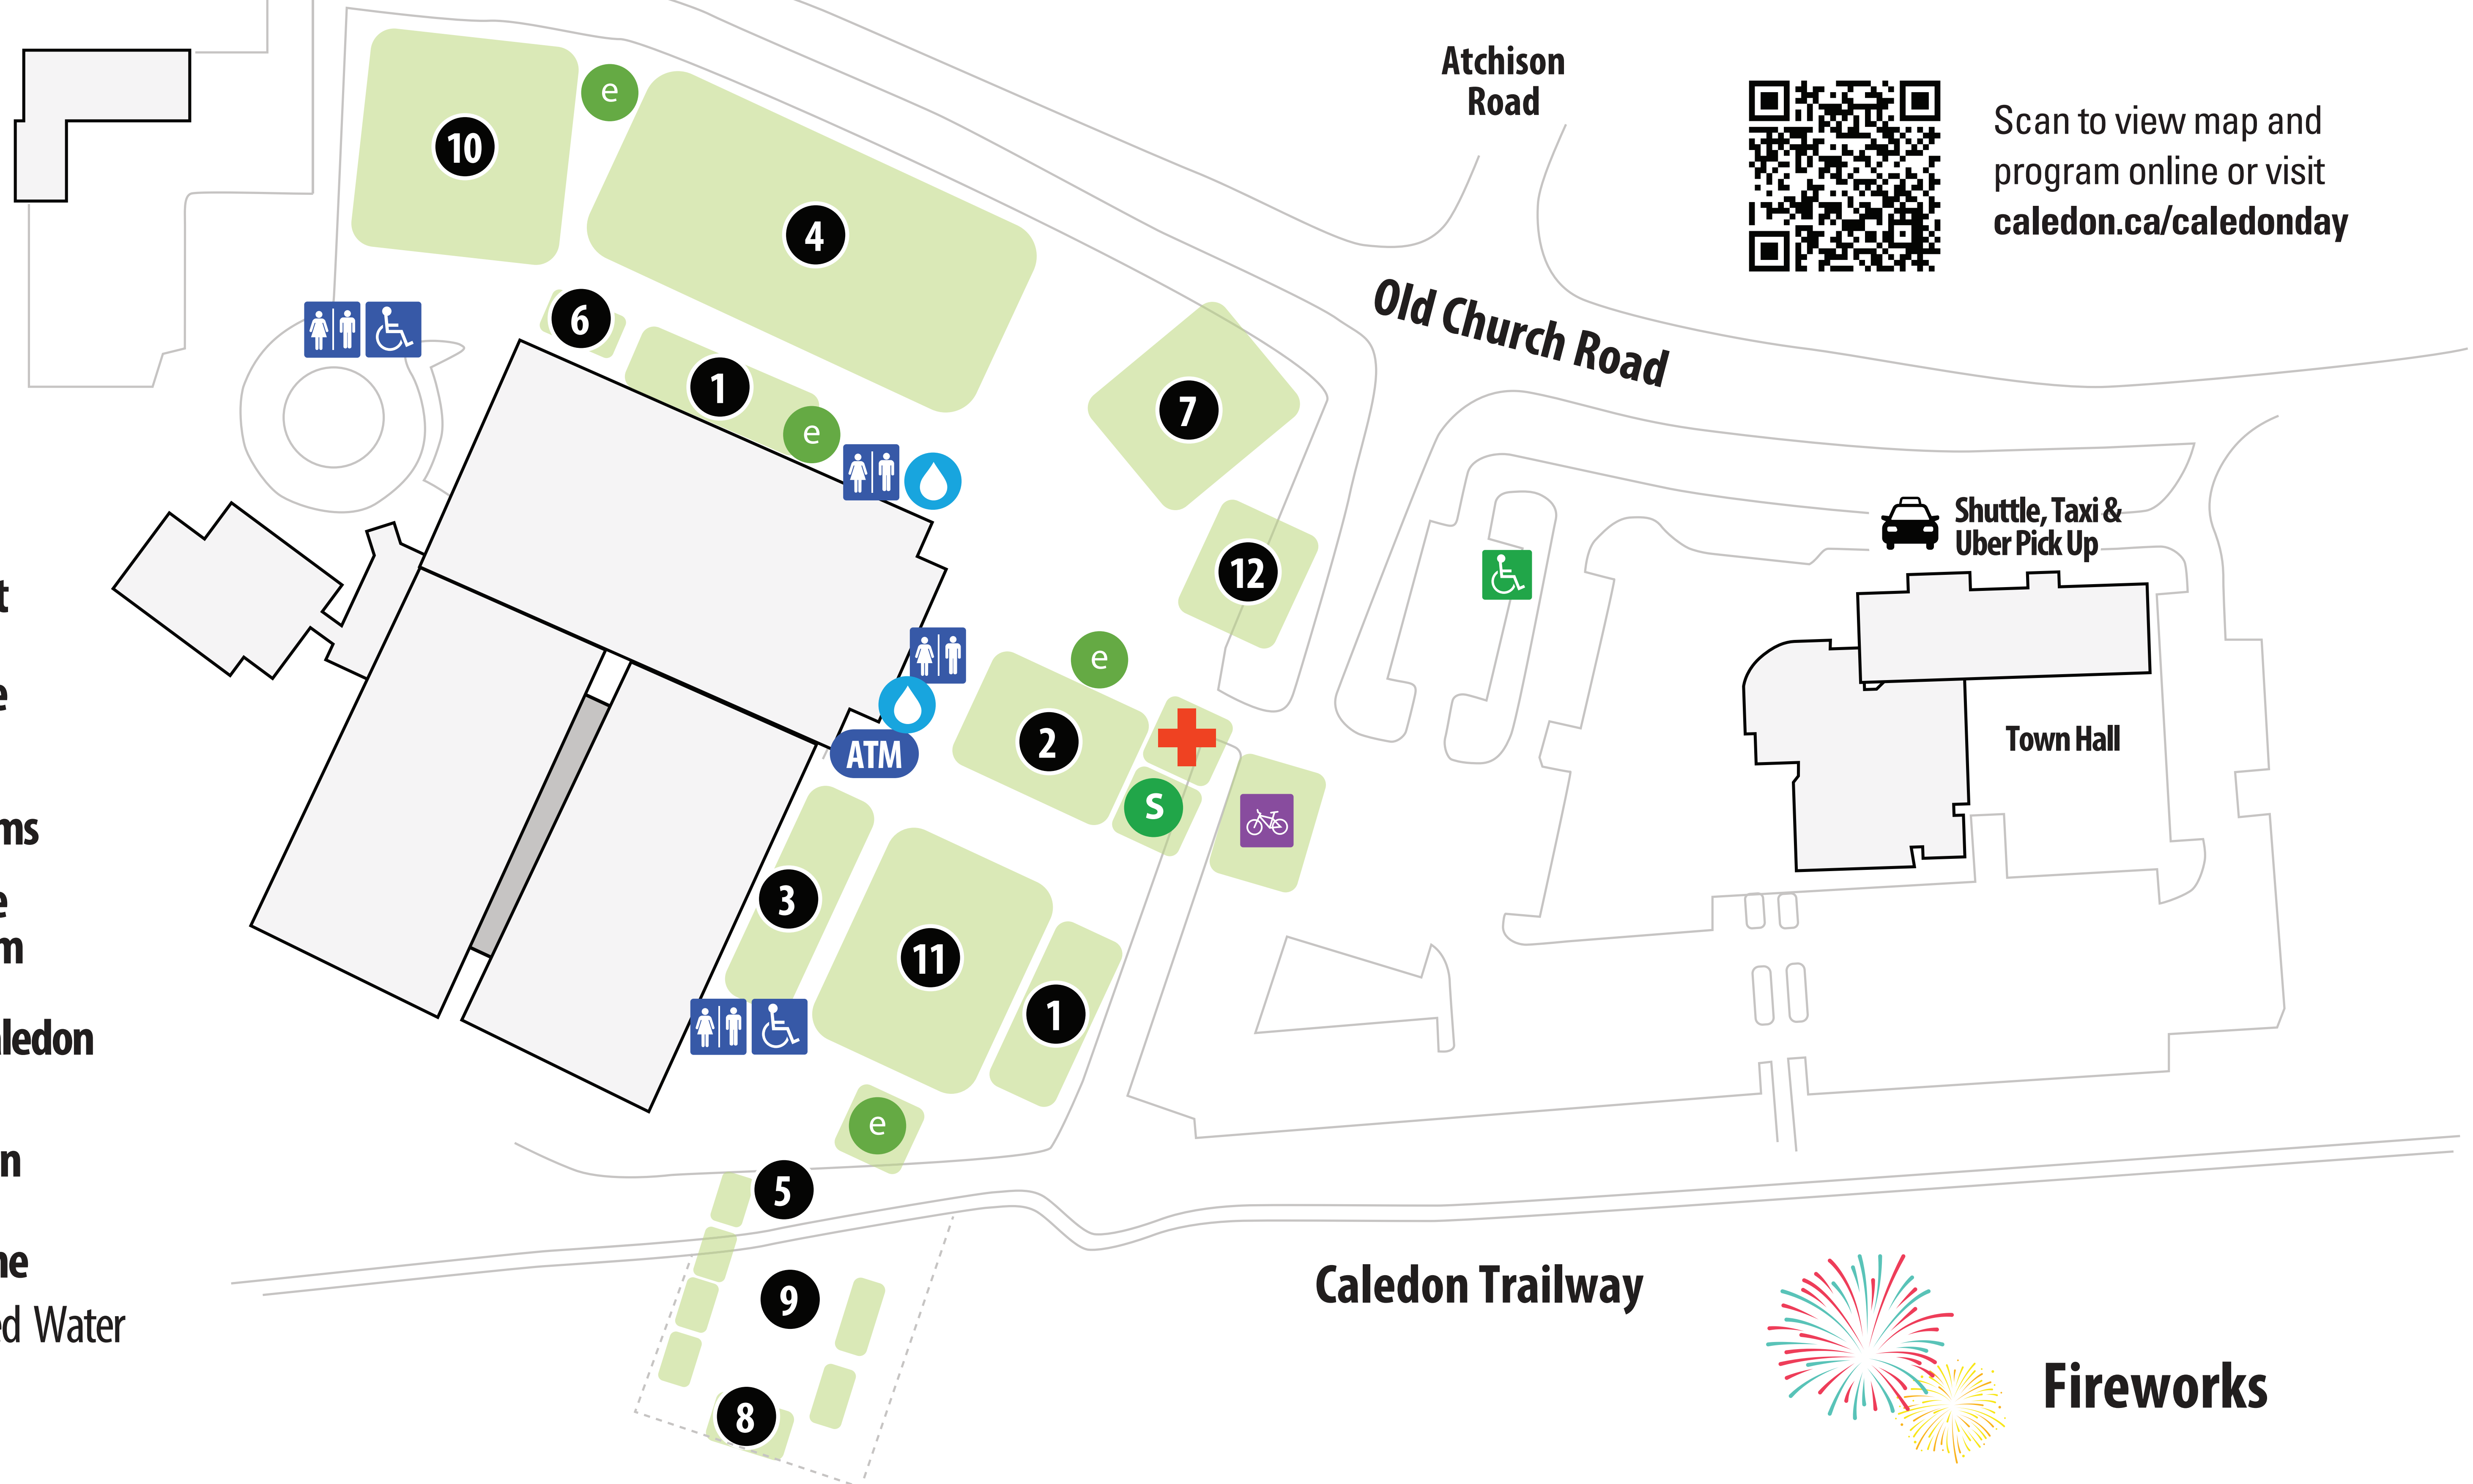 Atchison
Road
Scan to view map and
program online or visit
caledon.ca/caledonday
10
e
4
6
1
e
7
Old Church Road
Shuttle, Taxi &
Uber Pick Up
12
e
2
ATM
S
Town Hall
3
11
1
e
5
9
8
Caledon Trailway
Fireworks
Water